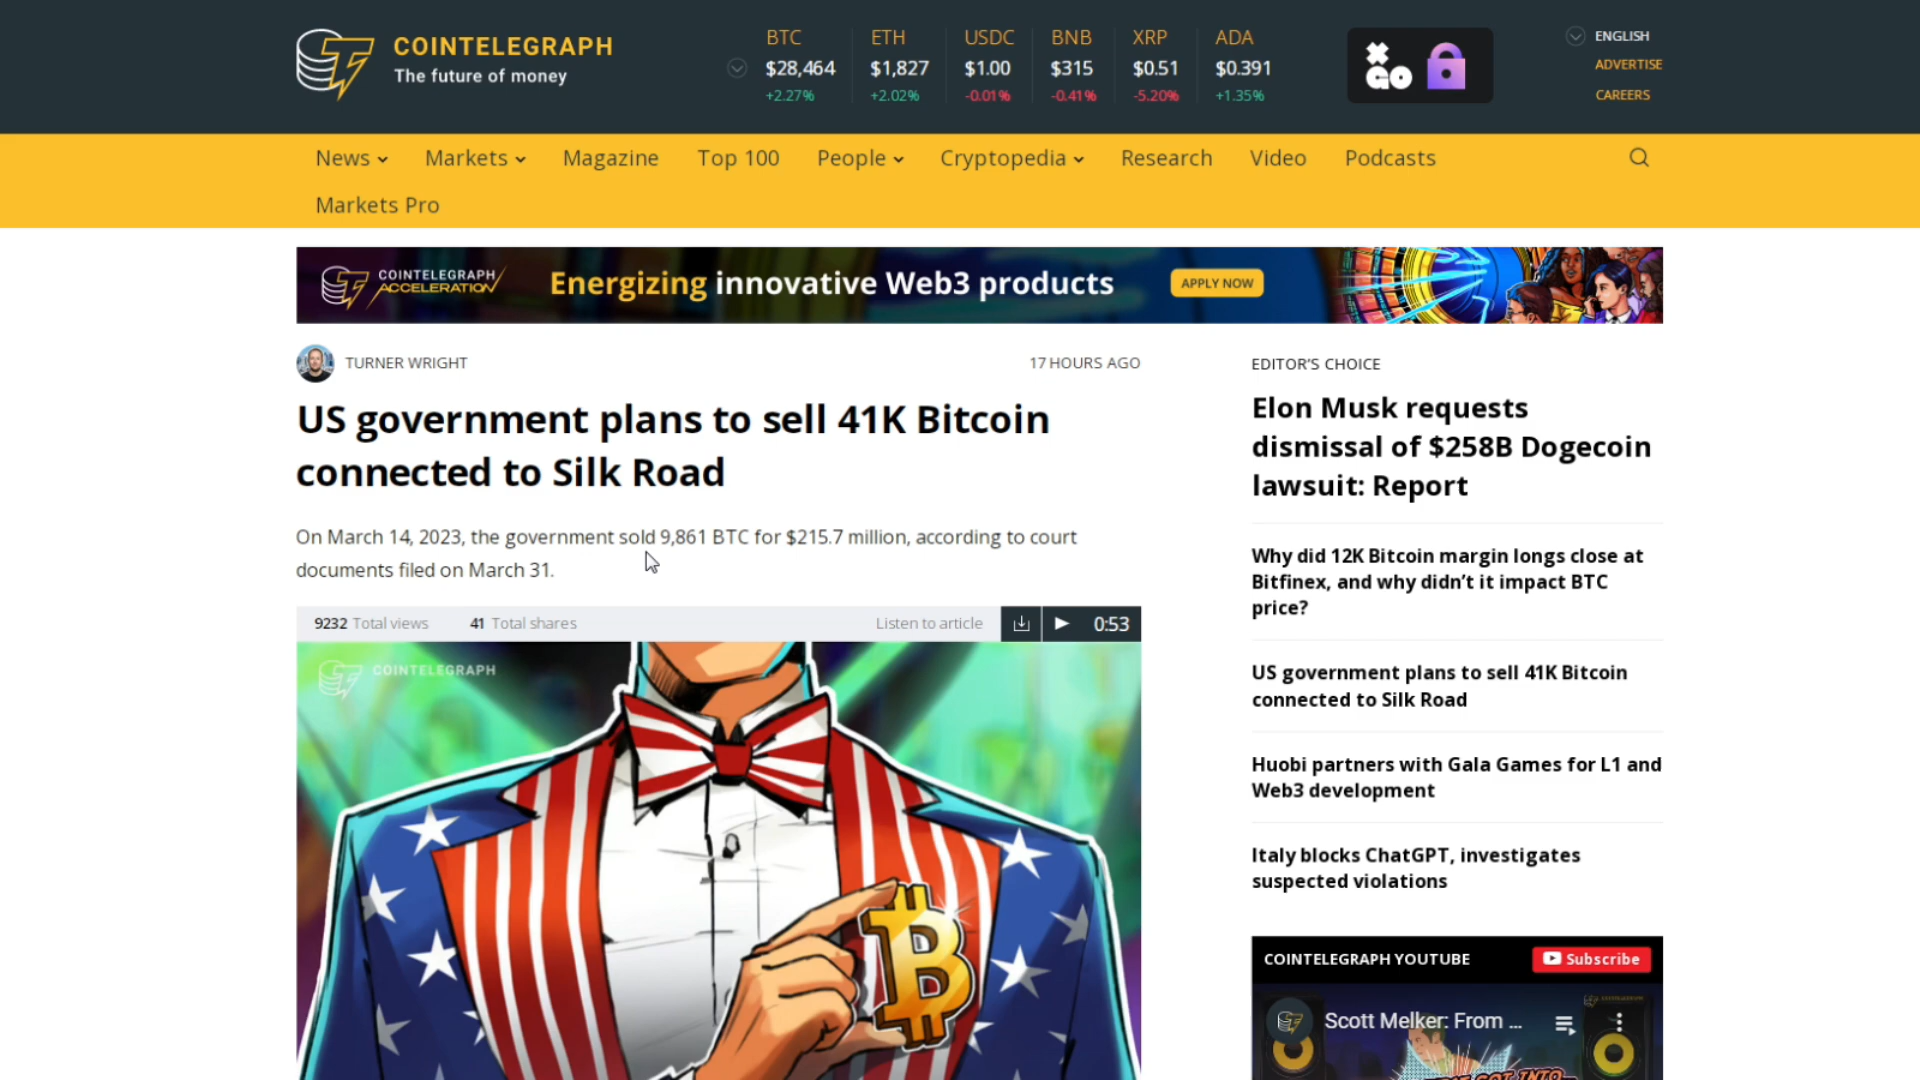 COINTELEGRAPH
The future of money
BTC
$28,464
+2.27%
ETH
$1,827
+2.02%
USDC
$1.00
-0.01%
BNB
$315
-0.41%
XRP
$0.51
-5.20%
ADA
$0.391
+1.35%
XGO
ENGLISH
ADVERTISE
CAREERS
News
Markets
Magazine
Top 100
People
Cryptopedia
Research
Video
Podcasts
Markets Pro
COINTELEGRAPH
ACCELERATION
Energizing innovative Web3 products
APPLY NOW
TURNER WRIGHT
17 HOURS AGO
US government plans to sell 41K Bitcoin
connected to Silk Road
On March 14, 2023, the government sold 9,861 BTC for $215.7 million, according to court
documents filed on March 31.
9232 Total views
41 Total shares
Listen to article
0:53
COINTELEGRAPH
EDITOR'S CHOICE
Elon Musk requests
dismissal of $258B Dogecoin
lawsuit: Report
Why did 12K Bitcoin margin longs close at
Bitfinex, and why didn't it impact BTC
price?
US government plans to sell 41K Bitcoin
connected to Silk Road
Huobi partners with Gala Games for L1 and
Web3 development
Italy blocks ChatGPT, investigates
suspected violations
COINTELEGRAPH YOUTUBE
Subscribe
Scott Melker: From ...
GOT INTO